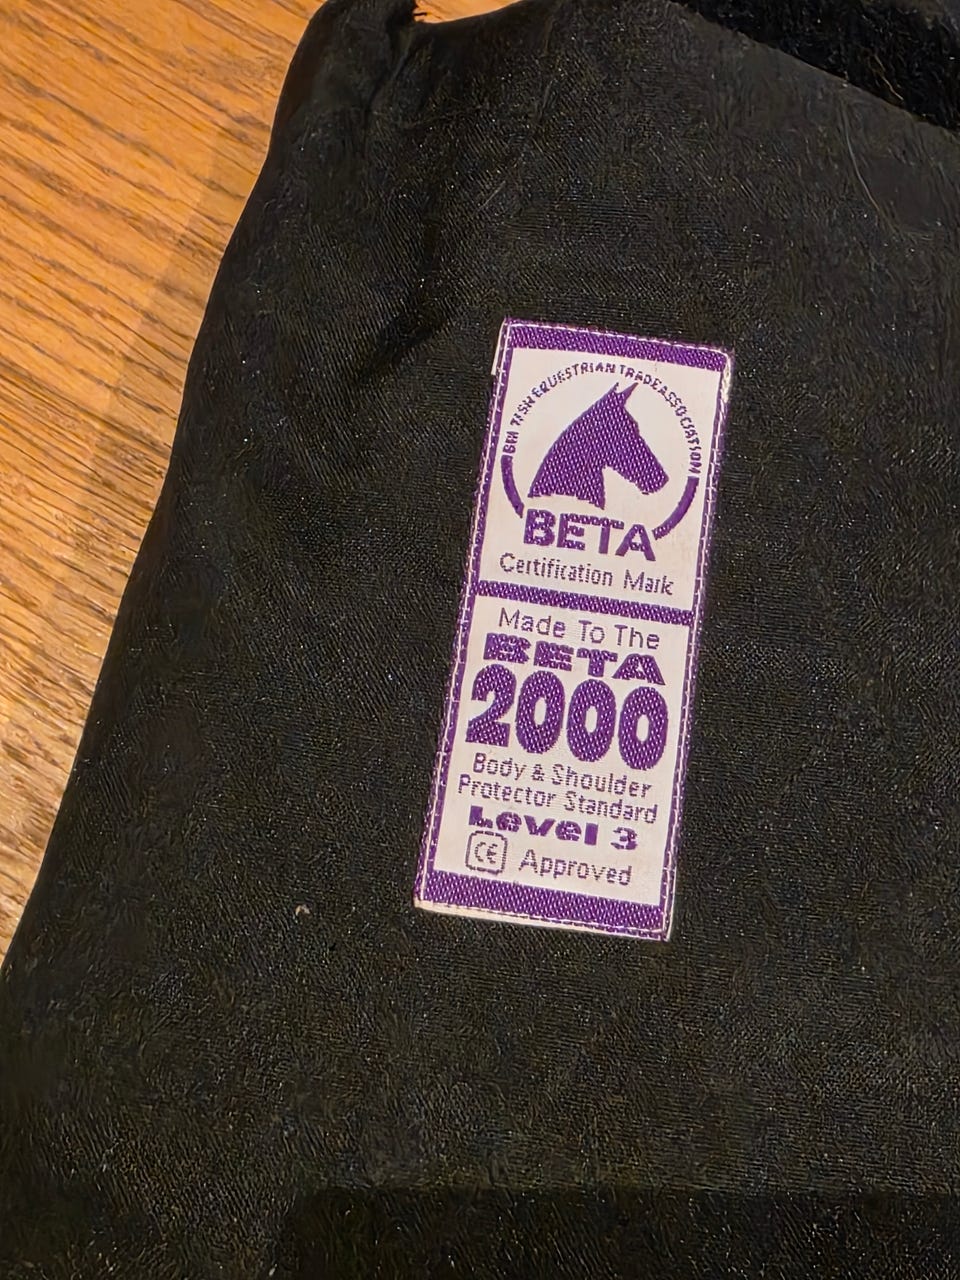 BRITISH EQUESTRIAN TRADE ASSOCIATION
BETA
Certification Mark
Made To The
BETA
2000
Body & Shoulder
Protector Standard
Level 3
CE Approved